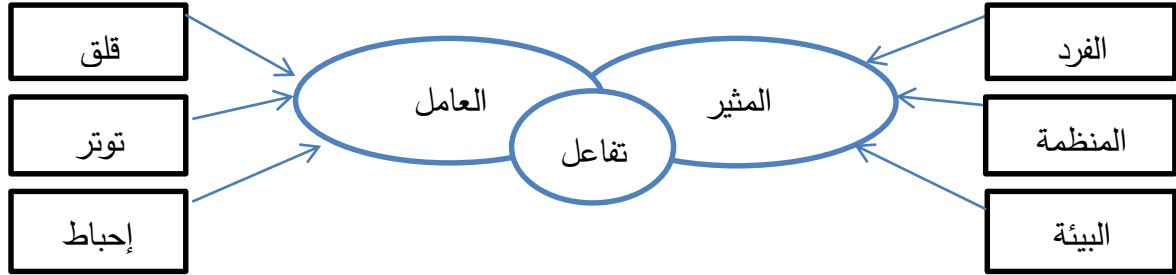 الفرد
المنظمة
البيئة
المثير
تفاعل
العامل
قلق
توتر
إحباط